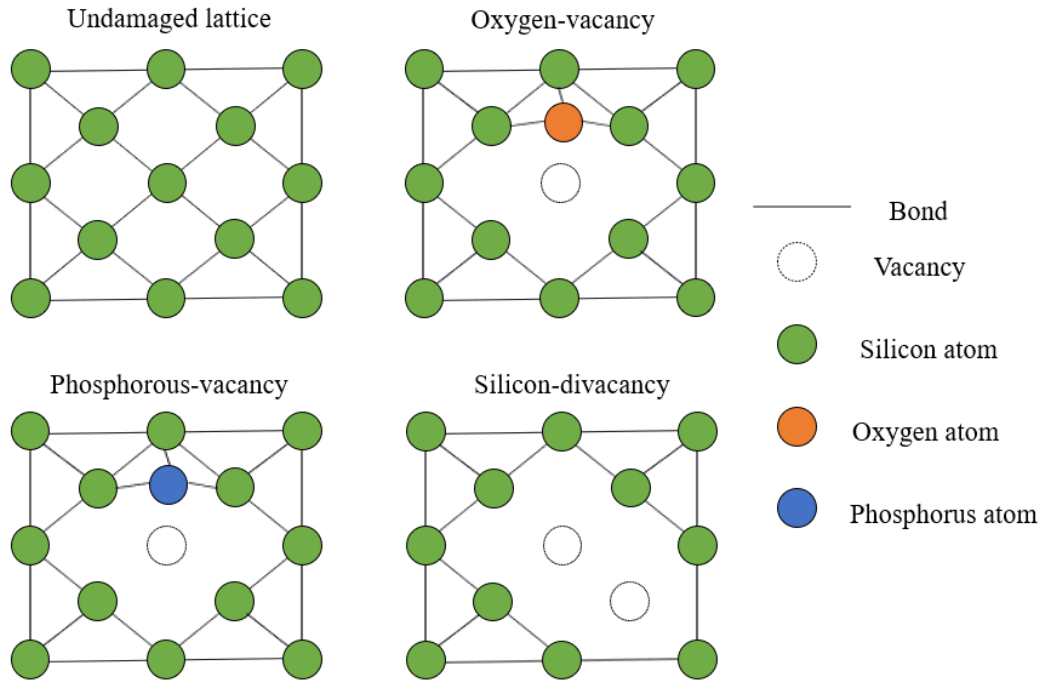 Undamaged lattice
Oxygen-vacancy
Bond
Vacancy
Silicon atom
Phosphorous-vacancy
Silicon-divacancy
Oxygen atom
Phosphorus atom